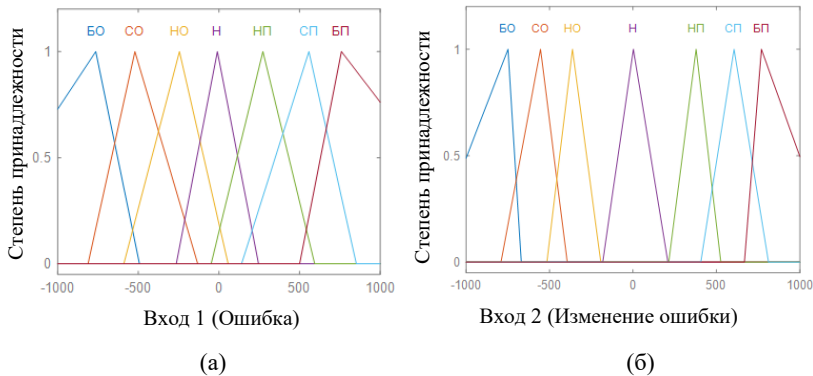 БО СО НО Н НП СП БП
1
0.5
0
-1000 -500 0 500 1000
Степень принадлежности
Вход 1 (Ошибка)
(а)
БО СО НО Н НП СП БП
1
0.5
0
-1000 -500 0 500 1000
Степень принадлежности
Вход 2 (Изменение ошибки)
(б)